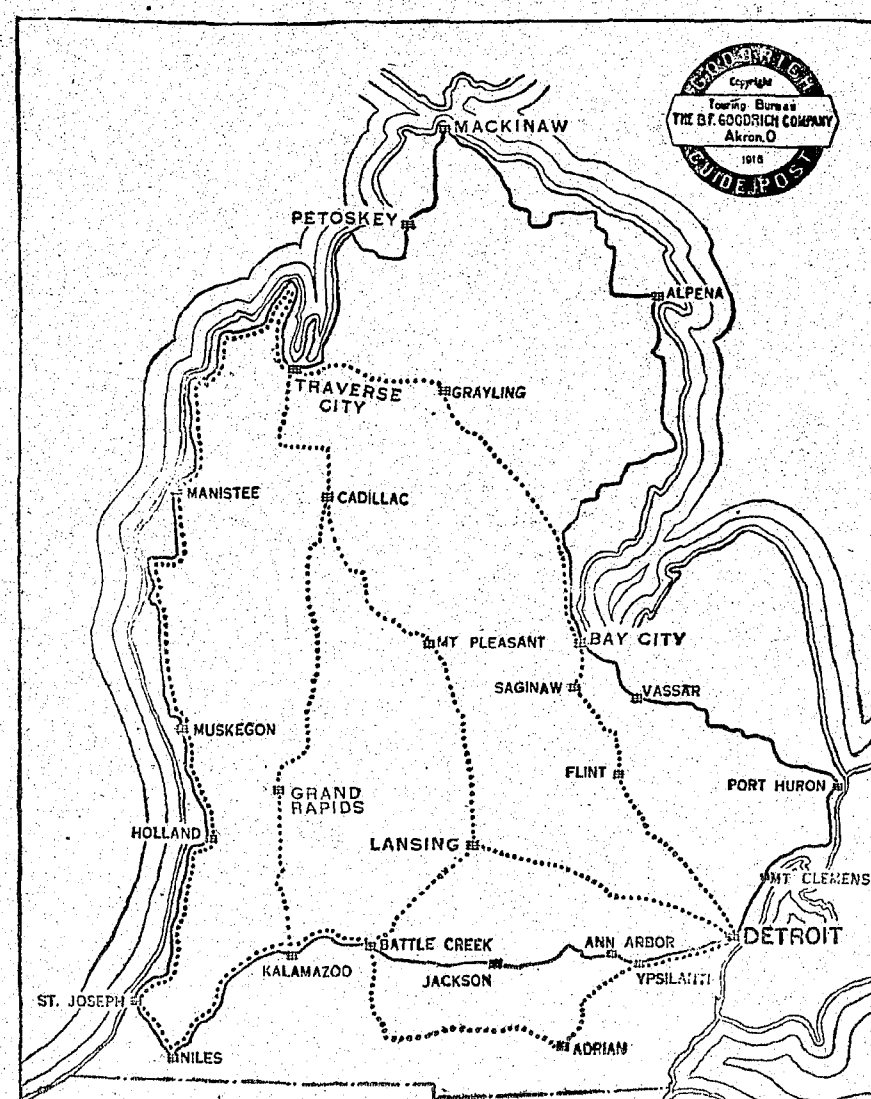 GOODRICH
Copyright
Touring Bureau
THE B.F. GOODRICH COMPANY
Akron, O
1916
GUIDE POST
MACKINAW
PETOSKEY
ALPENA
TRAVERSE
CITY
GRAYLING
MANISTEE
CADILLAC
MT PLEASANT
BAY CITY
SAGINAW
VASSAR
MUSKEGON
FLINT
PORT HURON
GRAND
RAPIDS
HOLLAND
LANSING
MT CLEMENS
DETROIT
BATTLE CREEK
ANN ARBOR
KALAMAZOO
JACKSON
YPSILANTI
ST. JOSEPH
ADRIAN
NILES